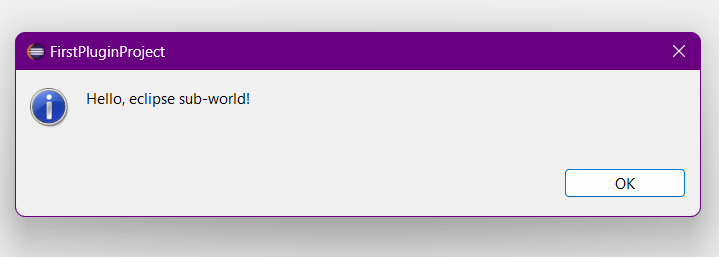 FirstPluginProject
Hello, eclipse sub-world!
OK